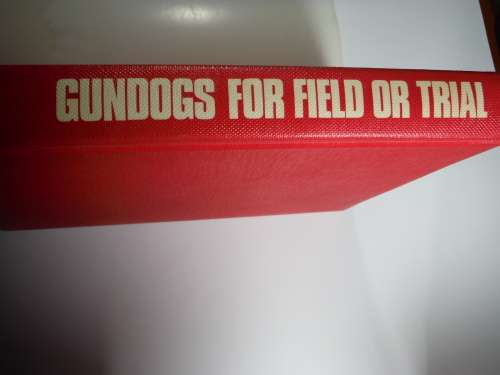 GUNDOGS FOR FIELD OR TRIAL